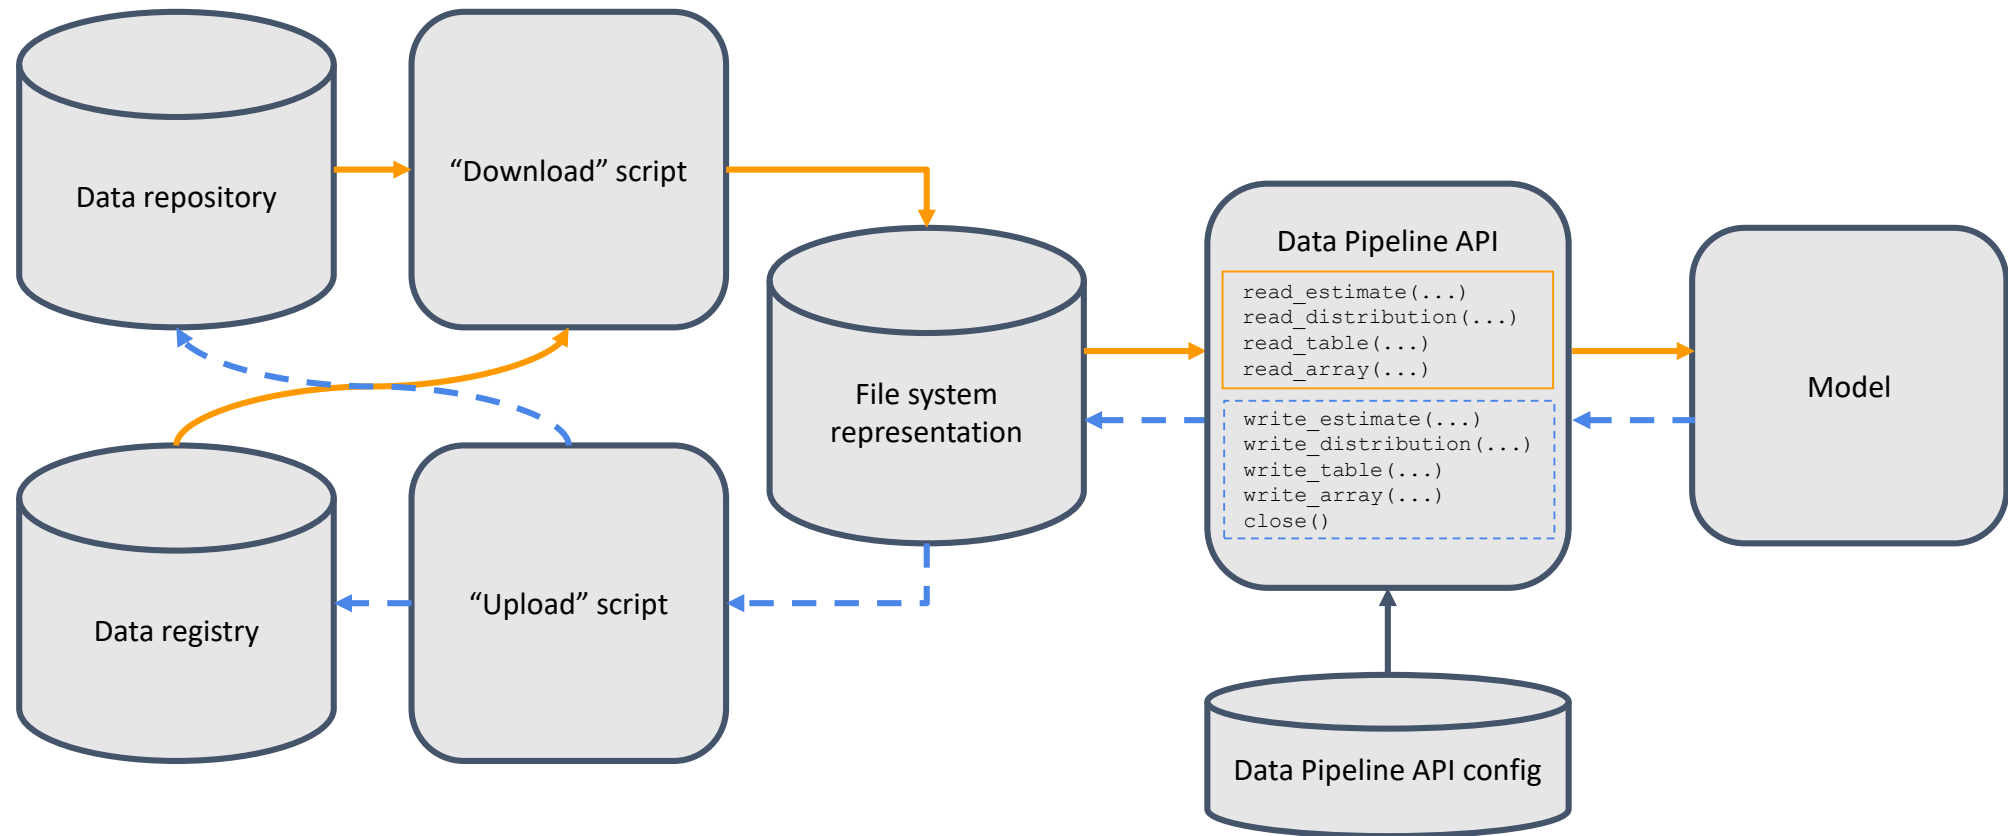 Data repository
“Download” script
Data registry
“Upload” script
File system
representation
Data Pipeline API
read_estimate(...)
read_distribution(...)
read_table(...)
read_array(...)
write_estimate(...)
write_distribution(...)
write_table(...)
write_array(...)
close()
Model
Data Pipeline API config